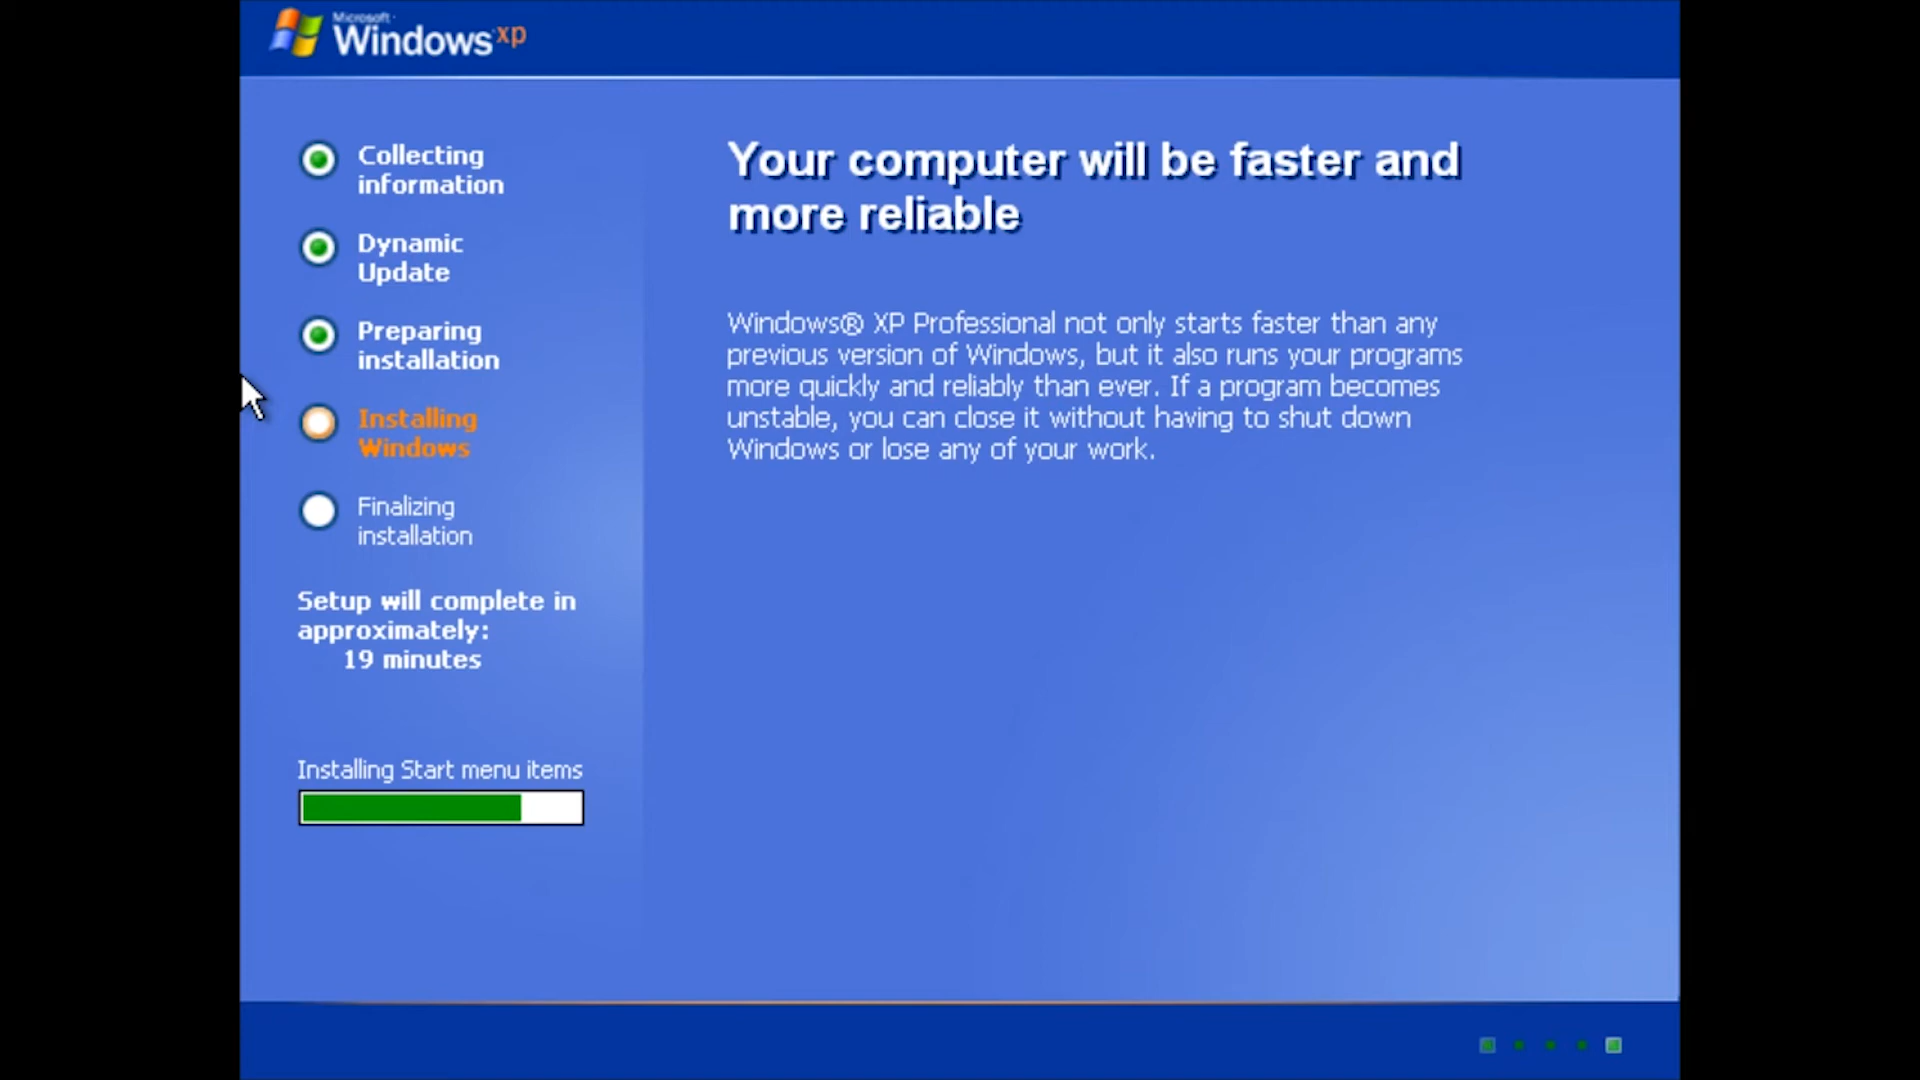 Microsoft
Windows xp
Collecting
information
Dynamic
Update
Preparing
installation
Installing
Windows
Finalizing
installation
Setup will complete in
approximately:
19 minutes
Installing Start menu items
Your computer will be faster and
more reliable
Windows® XP Professional not only starts faster than any
previous version of Windows, but it also runs your programs
more quickly and reliably than ever. If a program becomes
unstable, you can close it without having to shut down
Windows or lose any of your work.